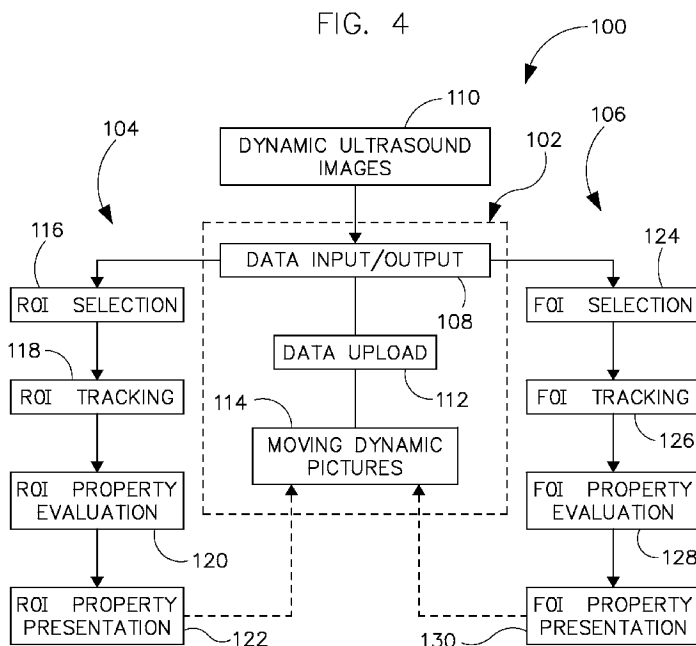 FIG. 4
100
110
DYNAMIC ULTRASOUND
IMAGES
104
102
106
116
DATA INPUT/OUTPUT
108
124
ROI SELECTION
FOI SELECTION
118
DATA UPLOAD
112
ROI TRACKING
FOI TRACKING
126
114
MOVING DYNAMIC
PICTURES
ROI PROPERTY
EVALUATION
120
FOI PROPERTY
EVALUATION
128
ROI PROPERTY
PRESENTATION
122
FOI PROPERTY
PRESENTATION
130